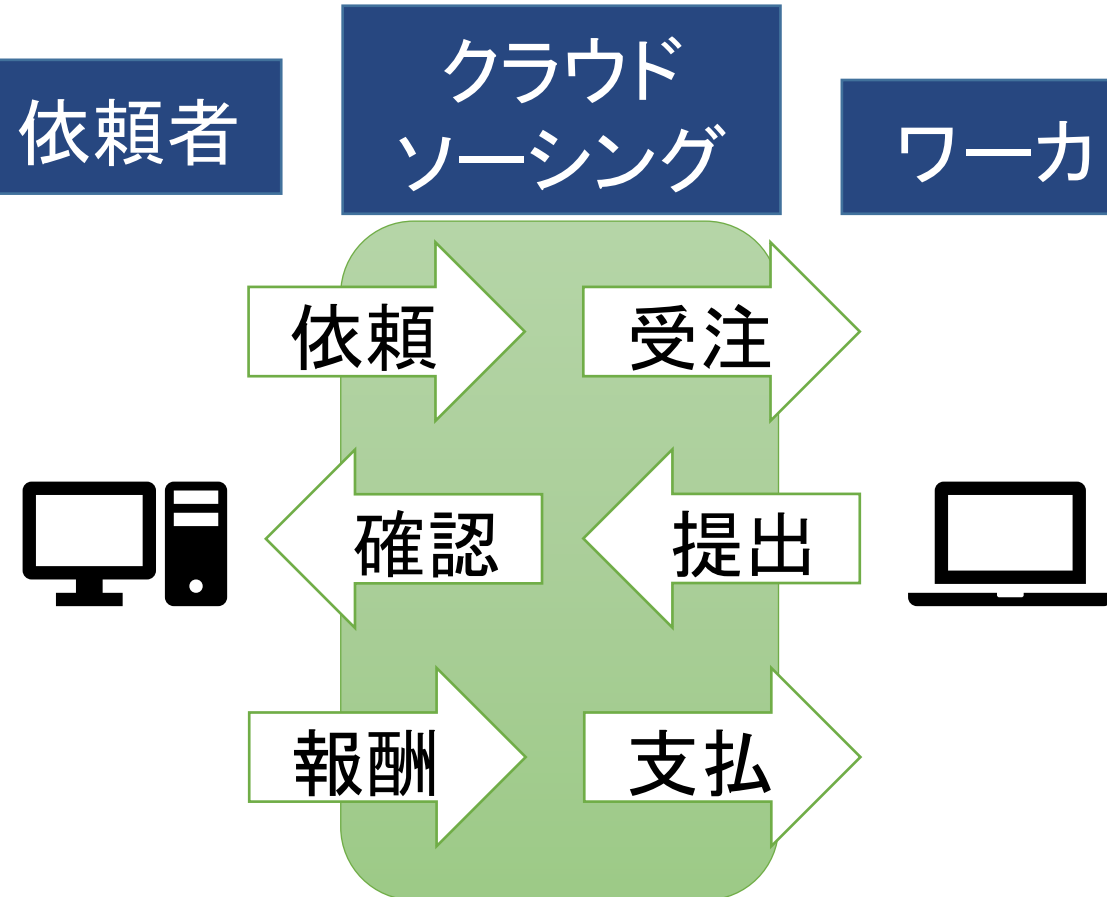 依頼者
クラウド
ソーシング
ワーカ
依頼
受注
確認
提出
報酬
支払